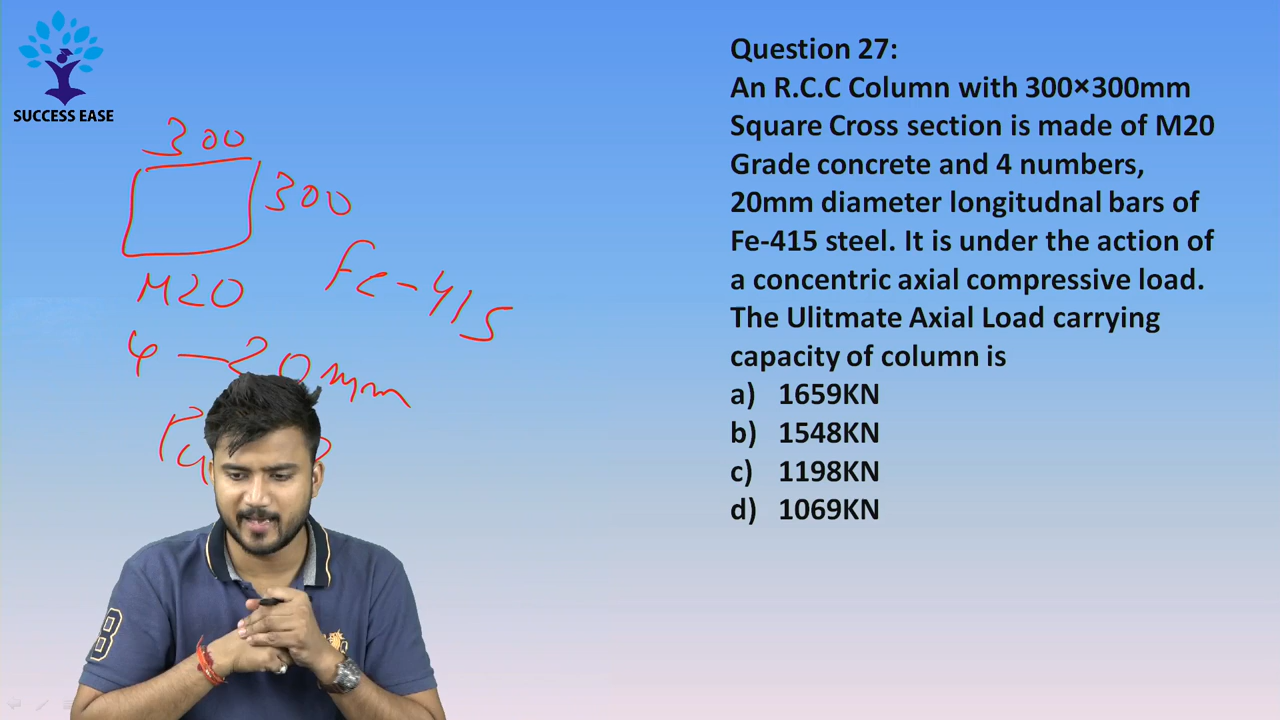 SUCCESS EASE
300
300
M20
Fe-415
4 - 20mm
Question 27:
An R.C.C Column with 300×300mm
Square Cross section is made of M20
Grade concrete and 4 numbers,
20mm diameter longitudnal bars of
Fe-415 steel. It is under the action of
a concentric axial compressive load.
The Ulitmate Axial Load carrying
capacity of column is
a) 1659KN
b) 1548KN
c) 1198KN
d) 1069KN
8